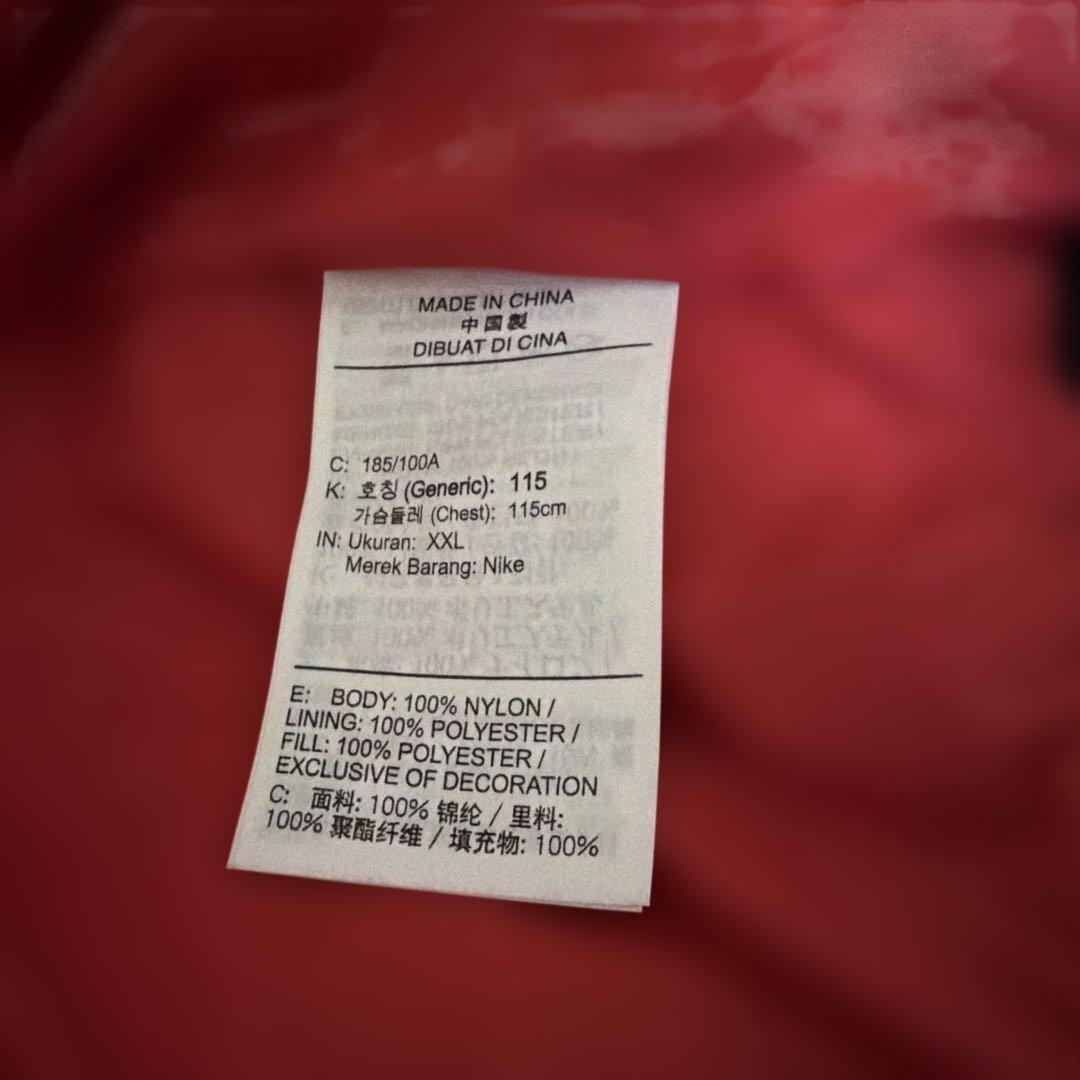 MADE IN CHINA
中国製
DIBUAT DI CINA
C: 185/100A
K: 호칭 (Generic): 115
가슴둘레 (Chest): 115cm
IN: Ukuran: XXL
Merek Barang: Nike
E: BODY: 100% NYLON /
LINING: 100% POLYESTER /
FILL: 100% POLYESTER /
EXCLUSIVE OF DECORATION
C: 面料: 100% 锦纶 / 里料:
100% 聚酯纤维 / 填充物: 100%